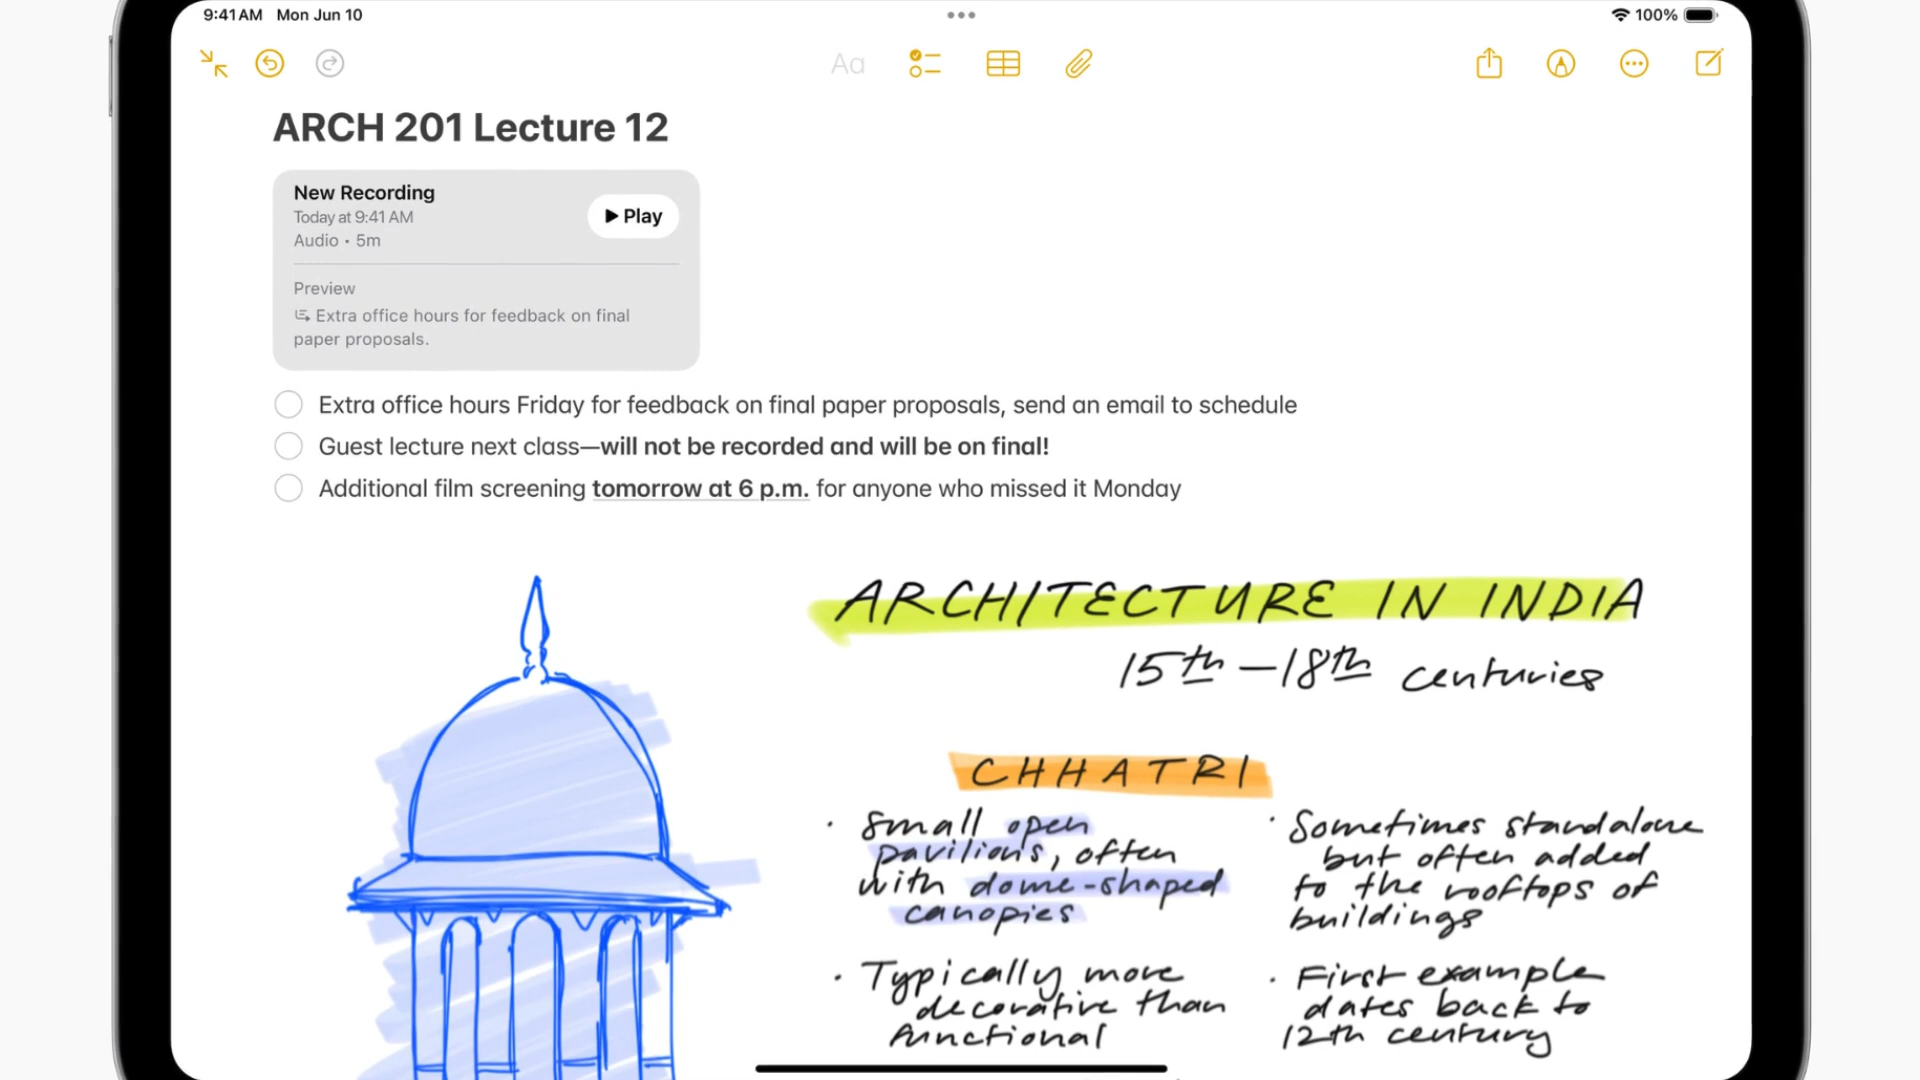 9:41 AM Mon Jun 10
100%
Aa
ARCH 201 Lecture 12
New Recording
Today at 9:41 AM
Audio • 5m
Play
Preview
Extra office hours for feedback on final
paper proposals.
Extra office hours Friday for feedback on final paper proposals, send an email to schedule
Guest lecture next class—will not be recorded and will be on final!
Additional film screening tomorrow at 6 p.m. for anyone who missed it Monday
ARCHITECTURE IN INDIA
15th – 18th centuries
CHHATRI
• Small open
pavilions, often
with dome-shaped
canopies
• Typically more
decorative than
functional
• Sometimes standalone
but often added
to the rooftops of
buildings
• First example
dates back to
12th century